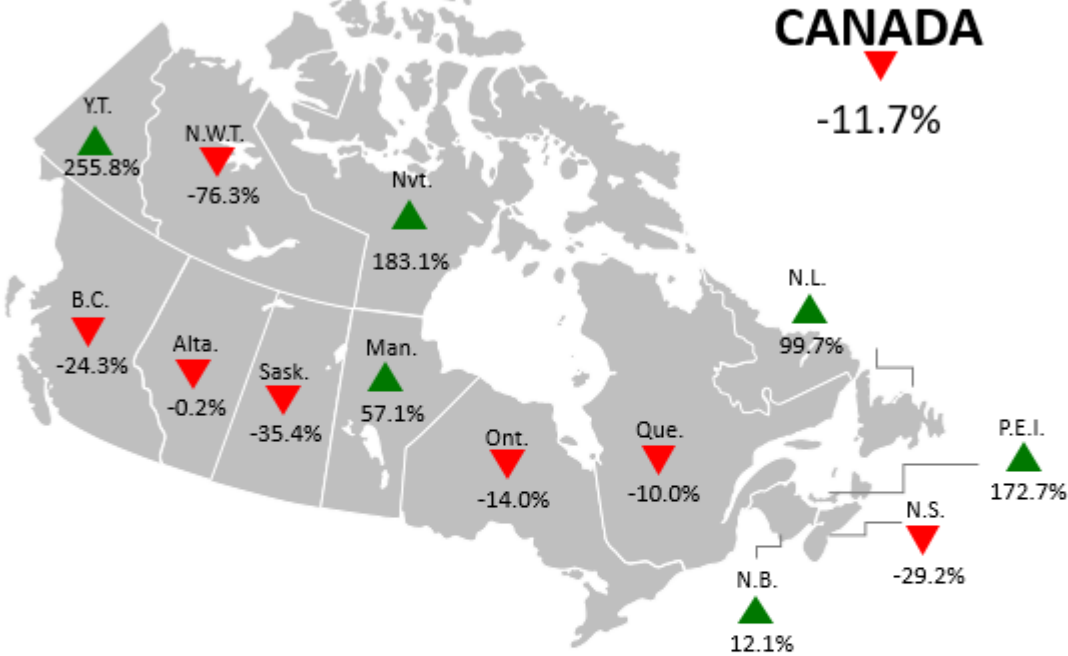 CANADA
-11.7%
Y.T.
255.8%
N.W.T.
-76.3%
Nvt.
183.1%
B.C.
-24.3%
Alta.
-0.2%
Sask.
-35.4%
Man.
57.1%
Ont.
-14.0%
Que.
-10.0%
N.L.
99.7%
P.E.I.
172.7%
N.S.
-29.2%
N.B.
12.1%